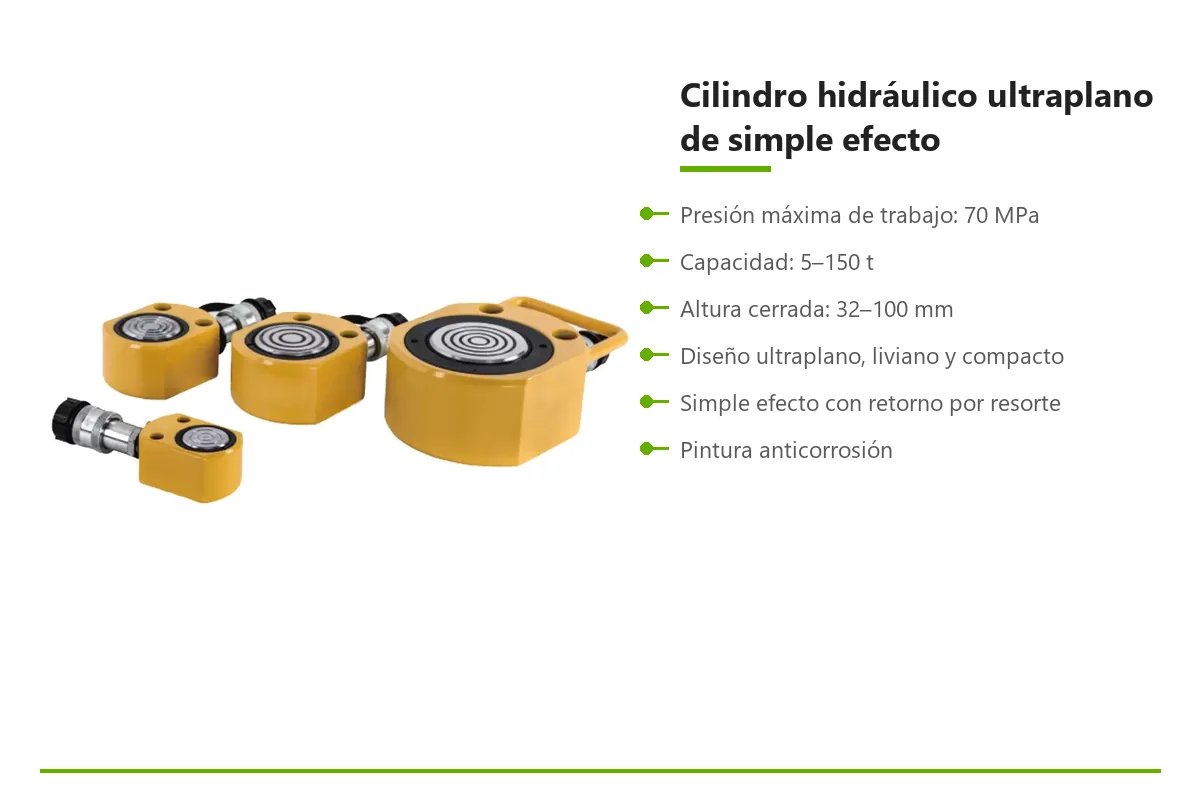 Cilindro hidráulico ultraplano
de simple efecto
Presión máxima de trabajo: 70 MPa
Capacidad: 5–150 t
Altura cerrada: 32–100 mm
Diseño ultraplano, liviano y compacto
Simple efecto con retorno por resorte
Pintura anticorrosión